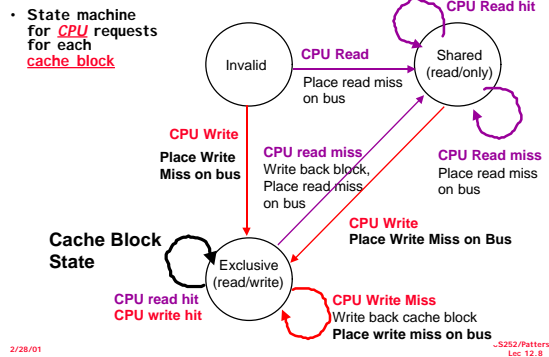 • State machine
for CPU requests
for each
cache block
CPU Read hit
Invalid
CPU Read
Place read miss
on bus
Shared
(read/only)
CPU Write
Place Write
Miss on bus
CPU read miss
Write back block,
Place read miss
on bus
CPU Read miss
Place read miss
on bus
CPU Write
Place Write Miss on Bus
Cache Block
State
Exclusive
(read/write)
CPU read hit
CPU write hit
CPU Write Miss
Write back cache block
Place write miss on bus
2/28/01
S252/Patters
Lec 12.8